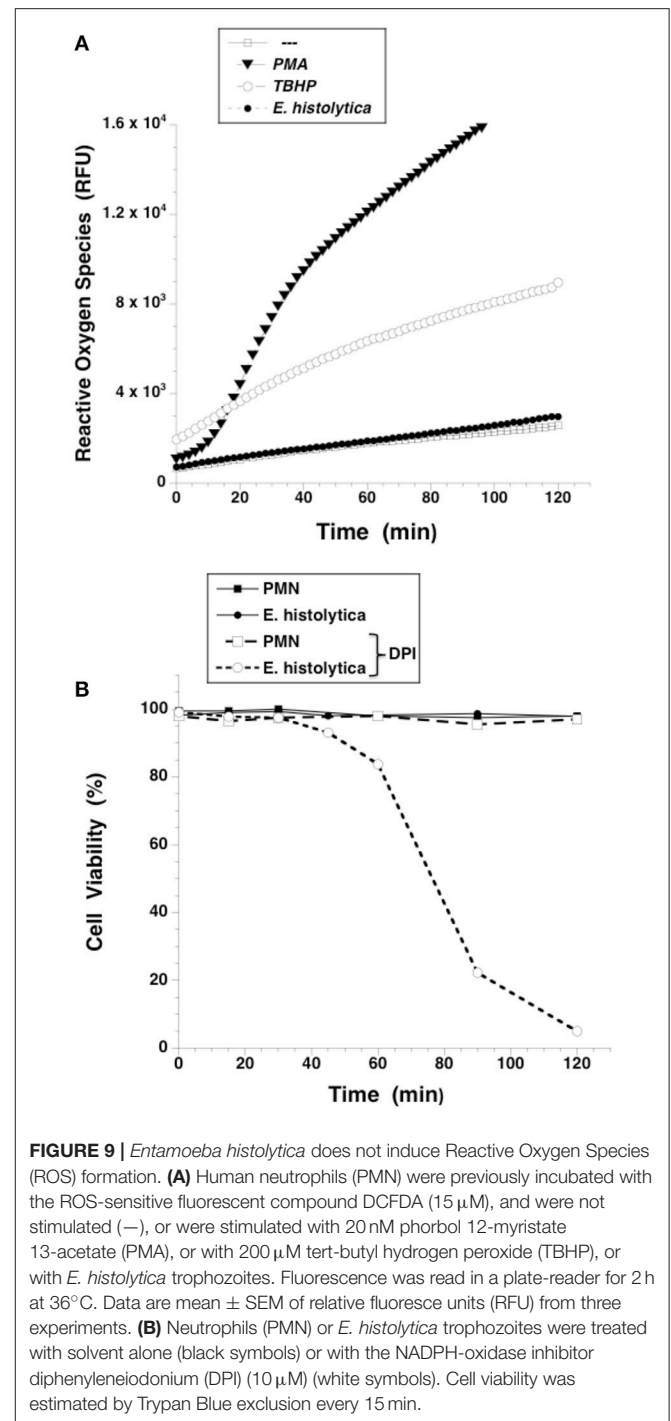 A
---
PMA
TBHP
E. histolytica
1.6 x 10⁴
1.2 x 10⁴
8 x 10³
4 x 10³
0
Reactive Oxygen Species (RFU)
0 20 40 60 80 100 120
Time (min)
PMN
E. histolytica
PMN
E. histolytica
DPI
B
100
80
60
40
20
0
Cell Viability (%)
0 20 40 60 80 100 120
Time (min)
FIGURE 9 | Entamoeba histolytica does not induce Reactive Oxygen Species
(ROS) formation. (A) Human neutrophils (PMN) were previously incubated with
the ROS-sensitive fluorescent compound DCFDA (15 μM), and were not
stimulated (—), or were stimulated with 20 nM phorbol 12-myristate
13-acetate (PMA), or with 200 μM tert-butyl hydrogen peroxide (TBHP), or
with E. histolytica trophozoites. Fluorescence was read in a plate-reader for 2 h
at 36°C. Data are mean ± SEM of relative fluoresce units (RFU) from three
experiments. (B) Neutrophils (PMN) or E. histolytica trophozoites were treated
with solvent alone (black symbols) or with the NADPH-oxidase inhibitor
diphenyleneiodonium (DPI) (10 μM) (white symbols). Cell viability was
estimated by Trypan Blue exclusion every 15 min.